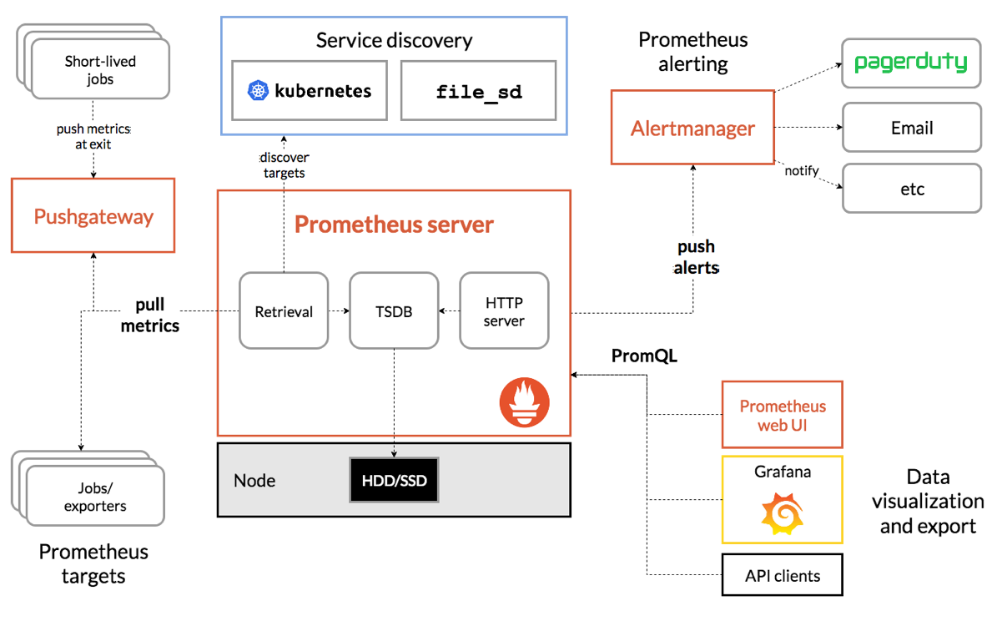 Short-lived
jobs
push metrics
at exit
Pushgateway
Service discovery
kubernetes
file_sd
discover
targets
Prometheus
alerting
Alertmanager
pagerduty
Email
notify
etc
Prometheus server
Retrieval
TSDB
HTTP
server
pull
metrics
push
alerts
PromQL
Node
HDD/SSD
Jobs/
exporters
Prometheus
targets
Prometheus
web UI
Grafana
API clients
Data
visualization
and export